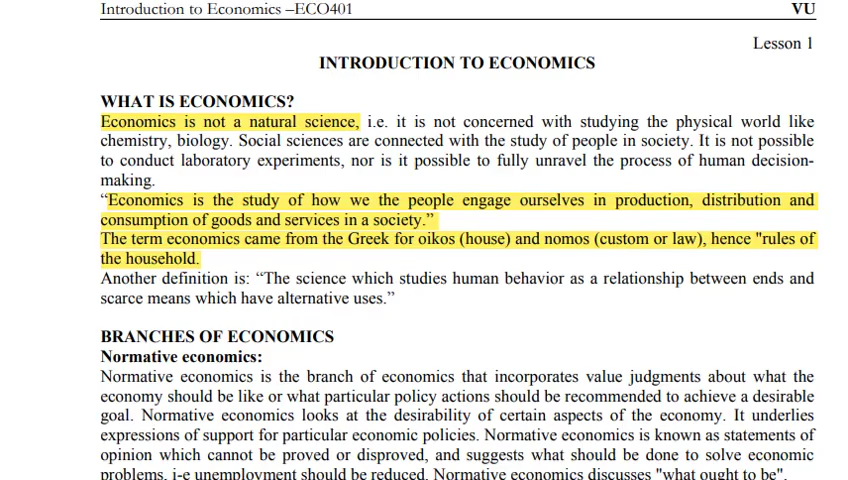 Introduction to Economics –ECO401 VU
Lesson 1
INTRODUCTION TO ECONOMICS
WHAT IS ECONOMICS?
Economics is not a natural science, i.e. it is not concerned with studying the physical world like
chemistry, biology. Social sciences are connected with the study of people in society. It is not possible
to conduct laboratory experiments, nor is it possible to fully unravel the process of human decision-
making.
“Economics is the study of how we the people engage ourselves in production, distribution and
consumption of goods and services in a society.”
The term economics came from the Greek for oikos (house) and nomos (custom or law), hence "rules of
the household.
Another definition is: “The science which studies human behavior as a relationship between ends and
scarce means which have alternative uses.”
BRANCHES OF ECONOMICS
Normative economics:
Normative economics is the branch of economics that incorporates value judgments about what the
economy should be like or what particular policy actions should be recommended to achieve a desirable
goal. Normative economics looks at the desirability of certain aspects of the economy. It underlies
expressions of support for particular economic policies. Normative economics is known as statements of
opinion which cannot be proved or disproved, and suggests what should be done to solve economic
problems, i-e unemployment should be reduced. Normative economics discusses "what ought to be".